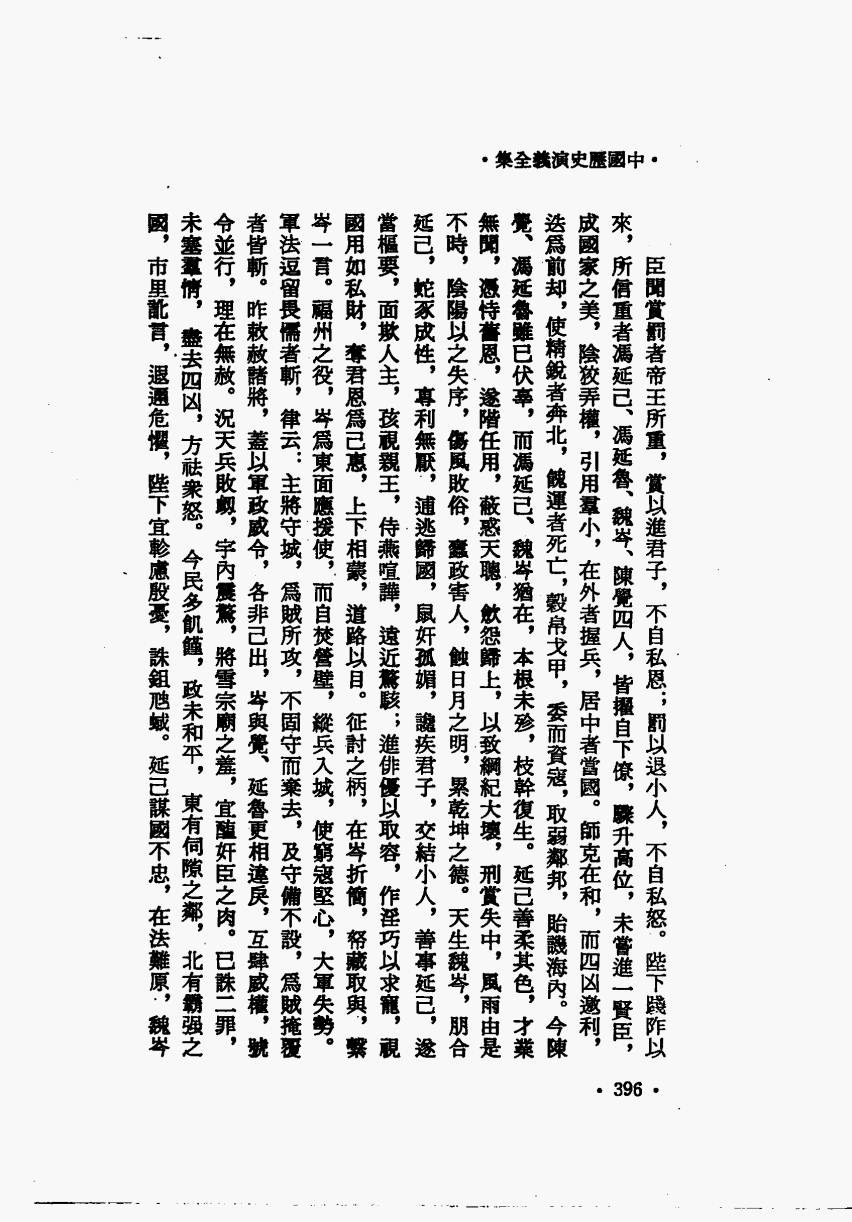 •中國歷史演義全集•
臣聞賞罰者帝王所重，賞以進君子，不自私恩；罰以退小人，不自私怒。陛下踐阼以
來，所信重者馮延己、馮延魯、魏岑、陳覺四人，皆擢自下僚，驟升高位，未嘗進一賢臣，
成國家之美，陰狡弄權，引用羣小，在外者握兵，居中者當國。師克在和，而四凶邀利，
迭爲前却，使精銳者奔北，餽運者死亡，穀帛戈甲，委而資寇，取弱鄰邦，貽譏海內。今陳
覺、馮延魯雖已伏辜，而馮延己、魏岑猶在，本根未殄，枝幹復生。延己善柔其色，才業
無聞，憑恃舊恩，遂階任用，蔽惑天聰，斂怨歸上，以致綱紀大壞，刑賞失中，風雨由是
不時，陰陽以之失序，傷風敗俗，蠹政害人，蝕日月之明，累乾坤之德。天生魏岑，朋合
延己，蛇豕成性，專利無厭，逋逃歸國，鼠奸狐媚，讒疾君子，交結小人，善事延己，遂
當樞要，面欺人主，孩視親王，侍燕喧譁，遠近驚駭；進俳優以取容，作淫巧以求寵，視
國用如私財，奪君恩爲己惠，上下相蒙，道路以目。征討之柄，在岑折簡，帑藏取與，繫
岑一言。福州之役，岑爲東面應援使，而自焚營壁，縱兵入城，使窮寇堅心，大軍失勢。
軍法逗留畏懦者斬，律云：主將守城，爲賊所攻，不固守而棄去，及守備不設，爲賊掩覆
者皆斬。昨敕赦諸將，蓋以軍政威令，各非己出，岑與覺、延魯更相違戾，互肆威權，號
令並行，理在無赦。況天兵敗衂，宇內震驚，將雪宗廟之羞，宜醢奸臣之肉。已誅二罪，
未塞羣情，盡去四凶，方祛衆怒。今民多飢饉，政未和平，東有伺隙之鄰，北有霸强之
國，市里訛言，遐邇危懼，陛下宜軫慮殷憂，誅鉏虺蜮。延己謀國不忠，在法難原，魏岑
•396•